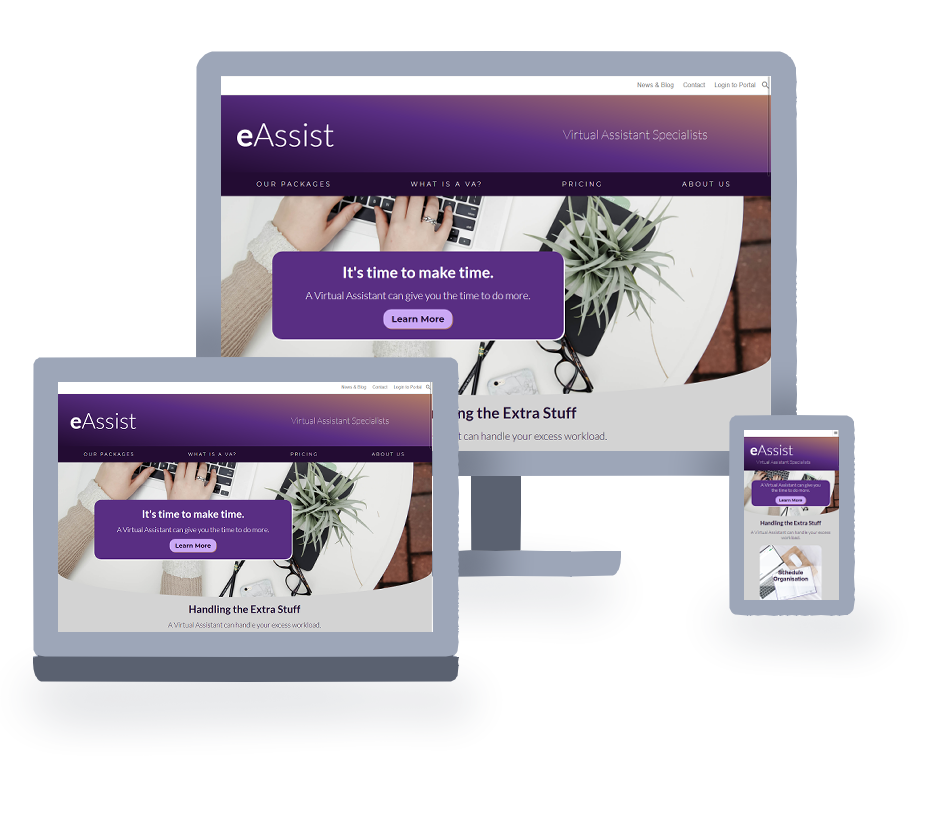 News & Blog Contact Login to Portal
eAssist
Virtual Assistant Specialists
OUR PACKAGES WHAT IS A VA? PRICING ABOUT US
It's time to make time.
A Virtual Assistant can give you the time to do more.
Learn More
ng the Extra Stuff
t can handle your excess workload.
News & Blog Contact Login to Portal
eAssist
Virtual Assistant Specialists
OUR PACKAGES WHAT IS A VA? PRICING ABOUT US
It's time to make time.
A Virtual Assistant can give you the time to do more.
Learn More
Handling the Extra Stuff
A Virtual Assistant can handle your excess workload.
eAssist
Virtual Assistant Specialists
A Virtual Assistant can give you
the time to do more.
Learn More
Handling the Extra Stuff
A Virtual Assistant can handle your excess
workload.
Schedule
Organisation